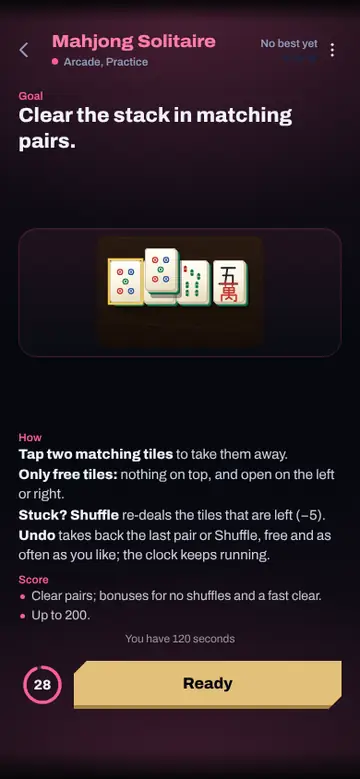 Mahjong Solitaire
Arcade, Practice
No best yet
Goal
Clear the stack in matching
pairs.
五
萬
How
Tap two matching tiles to take them away.
Only free tiles: nothing on top, and open on the left
or right.
Stuck? Shuffle re-deals the tiles that are left (−5).
Undo takes back the last pair or Shuffle, free and as
often as you like; the clock keeps running.
Score
Clear pairs; bonuses for no shuffles and a fast clear.
Up to 200.
You have 120 seconds
28
Ready